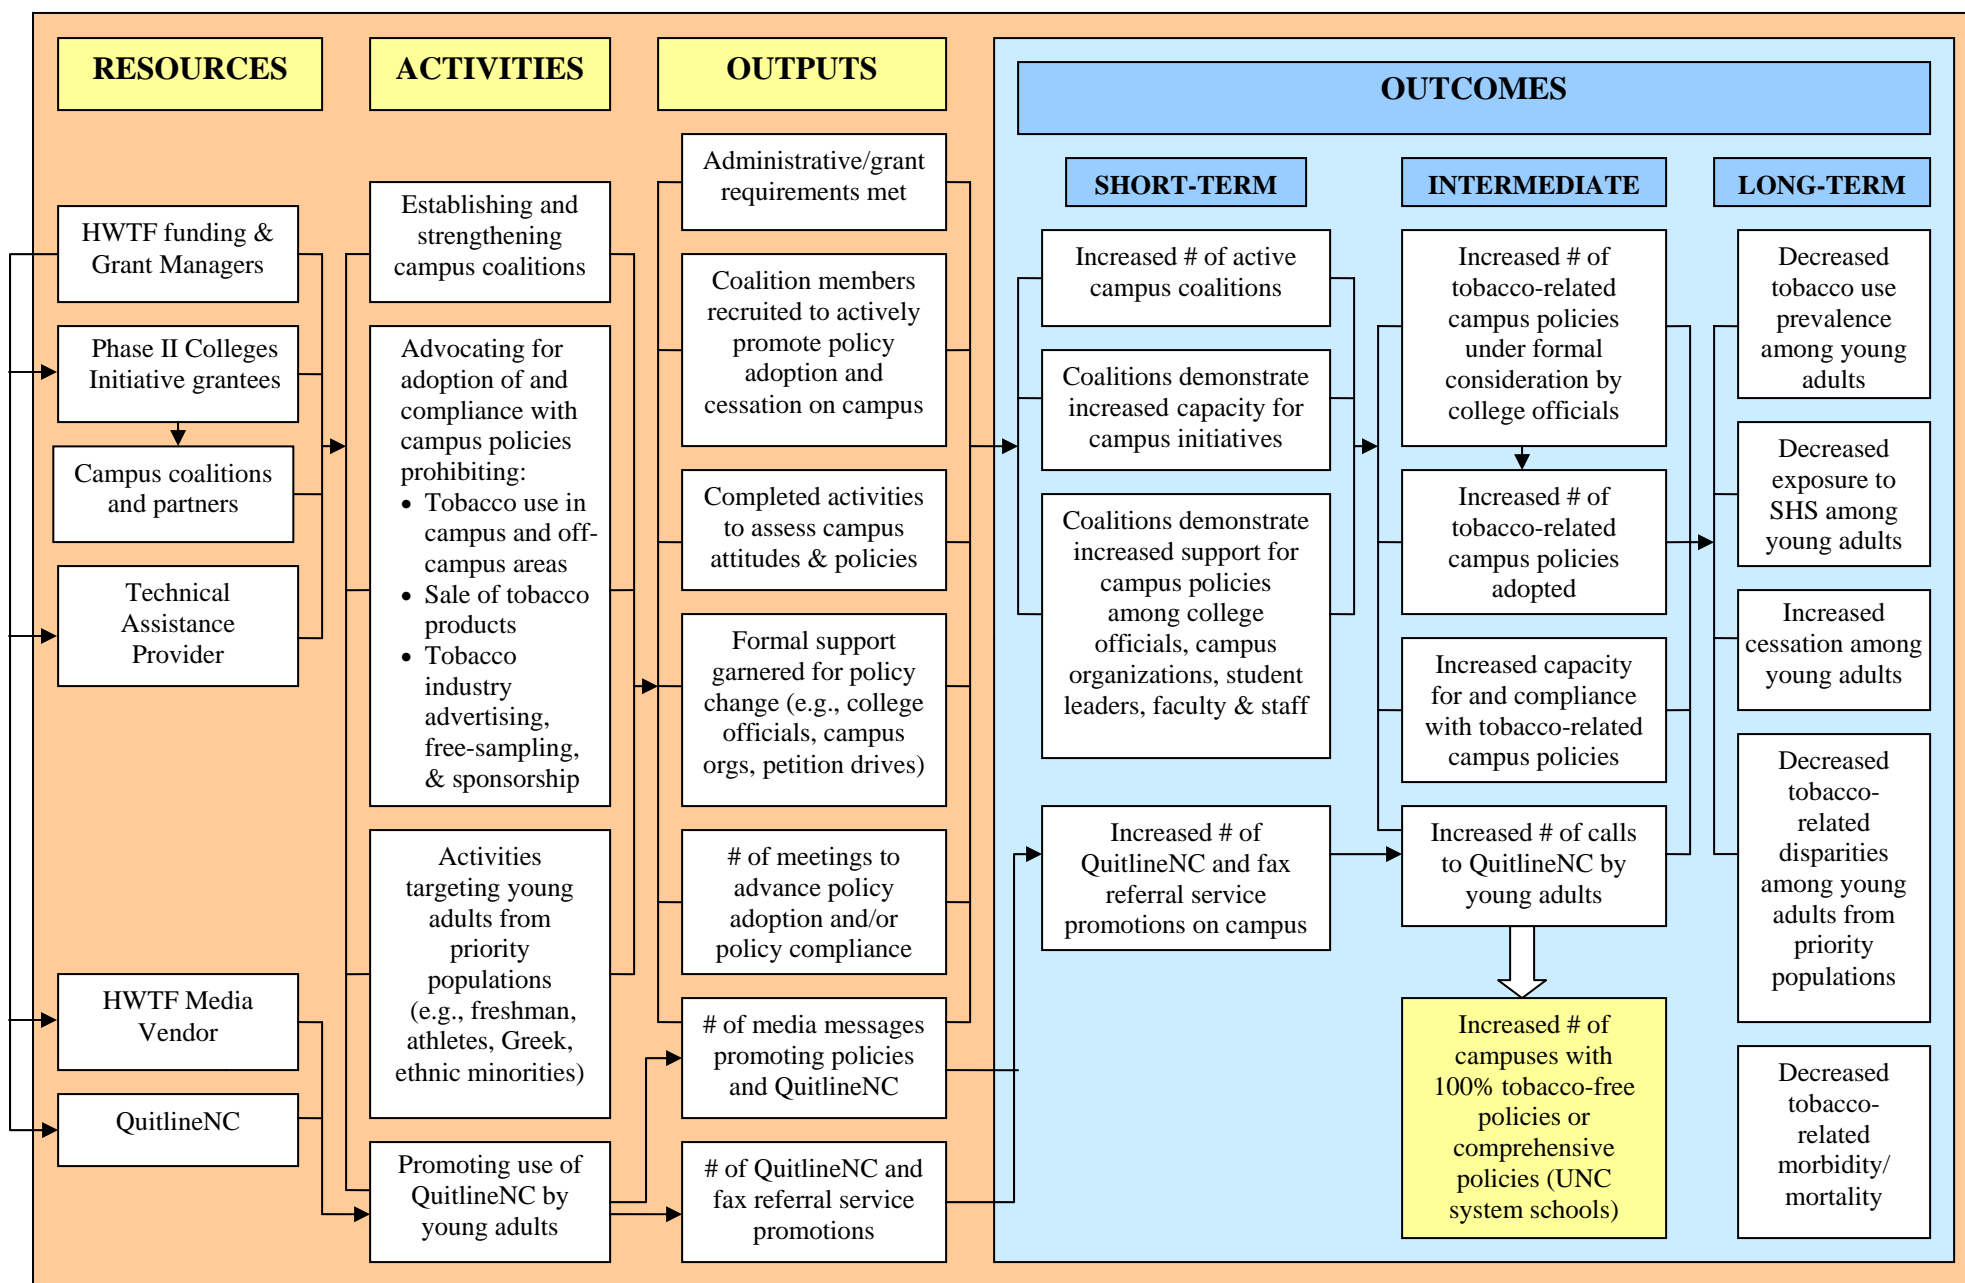 RESOURCES
ACTIVITIES
OUTPUTS
OUTCOMES
SHORT-TERM
INTERMEDIATE
LONG-TERM
HWTF funding &
Grant Managers
Phase II Colleges
Initiative grantees
Campus coalitions
and partners
Technical
Assistance
Provider
HWTF Media
Vendor
QuitlineNC
Establishing and
strengthening
campus coalitions
Advocating for
adoption of and
compliance with
campus policies
prohibiting:
• Tobacco use in
campus and off-
campus areas
• Sale of tobacco
products
• Tobacco
industry
advertising,
free-sampling,
& sponsorship
Activities
targeting young
adults from
priority
populations
(e.g., freshman,
athletes, Greek,
ethnic minorities)
Promoting use of
QuitlineNC by
young adults
Administrative/grant
requirements met
Coalition members
recruited to actively
promote policy
adoption and
cessation on campus
Completed activities
to assess campus
attitudes & policies
Formal support
garnered for policy
change (e.g., college
officials, campus
orgs, petition drives)
# of meetings to
advance policy
adoption and/or
policy compliance
# of media messages
promoting policies
and QuitlineNC
# of QuitlineNC and
fax referral service
promotions
Increased # of active
campus coalitions
Coalitions demonstrate
increased capacity for
campus initiatives
Coalitions demonstrate
increased support for
campus policies
among college
officials, campus
organizations, student
leaders, faculty & staff
Increased # of
QuitlineNC and fax
referral service
promotions on campus
Increased # of
tobacco-related
campus policies
under formal
consideration by
college officials
Increased # of
tobacco-related
campus policies
adopted
Increased capacity
for and compliance
with tobacco-related
campus policies
Increased # of calls
to QuitlineNC by
young adults
Increased # of
campuses with
100% tobacco-free
policies or
comprehensive
policies (UNC
system schools)
Decreased
tobacco use
prevalence
among young
adults
Decreased
exposure to
SHS among
young adults
Increased
cessation among
young adults
Decreased
tobacco-
related
disparities
among young
adults from
priority
populations
Decreased
tobacco-
related
morbidity/
mortality